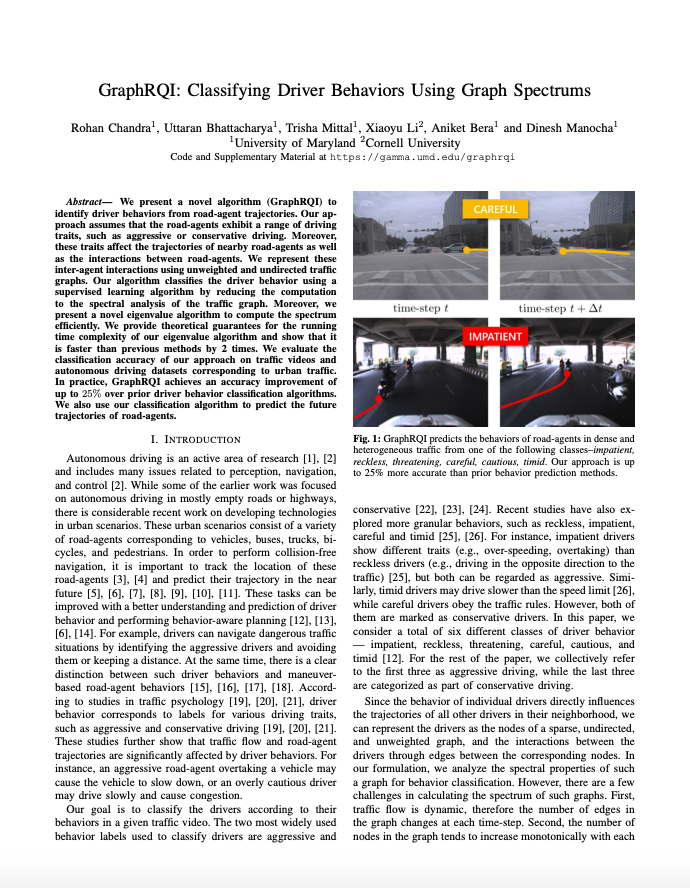 GraphRQI: Classifying Driver Behaviors Using Graph Spectrums
Rohan Chandra1, Uttaran Bhattacharya1, Trisha Mittal1, Xiaoyu Li2, Aniket Bera1 and Dinesh Manocha1
1University of Maryland 2Cornell University
Code and Supplementary Material at https://gamma.umd.edu/graphrqi
Abstract— We present a novel algorithm (GraphRQI) to
identify driver behaviors from road-agent trajectories. Our ap-
proach assumes that the road-agents exhibit a range of driving
traits, such as aggressive or conservative driving. Moreover,
these traits affect the trajectories of nearby road-agents as well
as the interactions between road-agents. We represent these
inter-agent interactions using unweighted and undirected traffic
graphs. Our algorithm classifies the driver behavior using a
supervised learning algorithm by reducing the computation
to the spectral analysis of the traffic graph. Moreover, we
present a novel eigenvalue algorithm to compute the spectrum
efficiently. We provide theoretical guarantees for the running
time complexity of our eigenvalue algorithm and show that it
is faster than previous methods by 2 times. We evaluate the
classification accuracy of our approach on traffic videos and
autonomous driving datasets corresponding to urban traffic.
In practice, GraphRQI achieves an accuracy improvement of
up to 25% over prior driver behavior classification algorithms.
We also use our classification algorithm to predict the future
trajectories of road-agents.
I. INTRODUCTION
Autonomous driving is an active area of research [1], [2]
and includes many issues related to perception, navigation,
and control [2]. While some of the earlier work was focused
on autonomous driving in mostly empty roads or highways,
there is considerable recent work on developing technologies
in urban scenarios. These urban scenarios consist of a variety
of road-agents corresponding to vehicles, buses, trucks, bi-
cycles, and pedestrians. In order to perform collision-free
navigation, it is important to track the location of these
road-agents [3], [4] and predict their trajectory in the near
future [5], [6], [7], [8], [9], [10], [11]. These tasks can be
improved with a better understanding and prediction of driver
behavior and performing behavior-aware planning [12], [13],
[6], [14]. For example, drivers can navigate dangerous traffic
situations by identifying the aggressive drivers and avoiding
them or keeping a distance. At the same time, there is a clear
distinction between such driver behaviors and maneuver-
based road-agent behaviors [15], [16], [17], [18]. Accord-
ing to studies in traffic psychology [19], [20], [21], driver
behavior corresponds to labels for various driving traits,
such as aggressive and conservative driving [19], [20], [21].
These studies further show that traffic flow and road-agent
trajectories are significantly affected by driver behaviors. For
instance, an aggressive road-agent overtaking a vehicle may
cause the vehicle to slow down, or an overly cautious driver
may drive slowly and cause congestion.
Our goal is to classify the drivers according to their
behaviors in a given traffic video. The two most widely used
behavior labels used to classify drivers are aggressive and
CAREFUL
time-step t
time-step t + Δt
IMPATIENT
Fig. 1: GraphRQI predicts the behaviors of road-agents in dense and
heterogeneous traffic from one of the following classes–impatient,
reckless, threatening, careful, cautious, timid. Our approach is up
to 25% more accurate than prior behavior prediction methods.
conservative [22], [23], [24]. Recent studies have also ex-
plored more granular behaviors, such as reckless, impatient,
careful and timid [25], [26]. For instance, impatient drivers
show different traits (e.g., over-speeding, overtaking) than
reckless drivers (e.g., driving in the opposite direction to the
traffic) [25], but both can be regarded as aggressive. Simi-
larly, timid drivers may drive slower than the speed limit [26],
while careful drivers obey the traffic rules. However, both of
them are marked as conservative drivers. In this paper, we
consider a total of six different classes of driver behavior
— impatient, reckless, threatening, careful, cautious, and
timid [12]. For the rest of the paper, we collectively refer
to the first three as aggressive driving, while the last three
are categorized as part of conservative driving.
Since the behavior of individual drivers directly influences
the trajectories of all other drivers in their neighborhood, we
can represent the drivers as the nodes of a sparse, undirected,
and unweighted graph, and the interactions between the
drivers through edges between the corresponding nodes. In
our formulation, we analyze the spectral properties of such
a graph for behavior classification. However, there are a few
challenges in calculating the spectrum of such graphs. First,
traffic flow is dynamic, therefore the number of edges in
the graph changes at each time-step. Second, the number of
nodes in the graph tends to increase monotonically with each